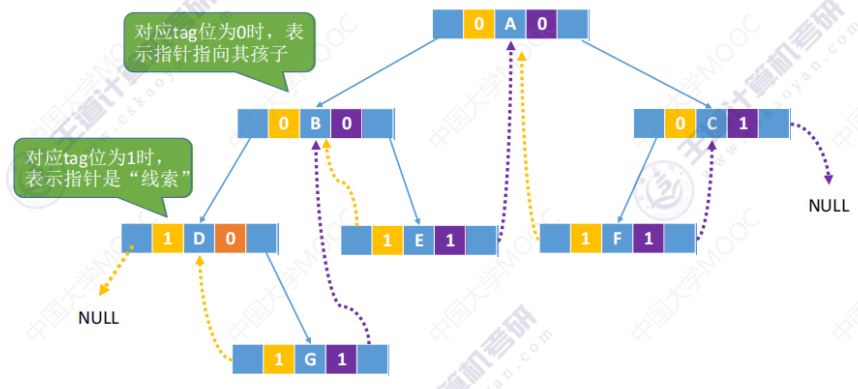 对应tag位为0时，表
示指针指向其孩子
0 A 0
0 B 0
0 C 1
对应tag位为1时，
表示指针是“线索”
NULL
1 D 0
1 E 1
1 F 1
NULL
1 G 1
中国大学MOOC
王道计算机考研
www.cskaoyan.com